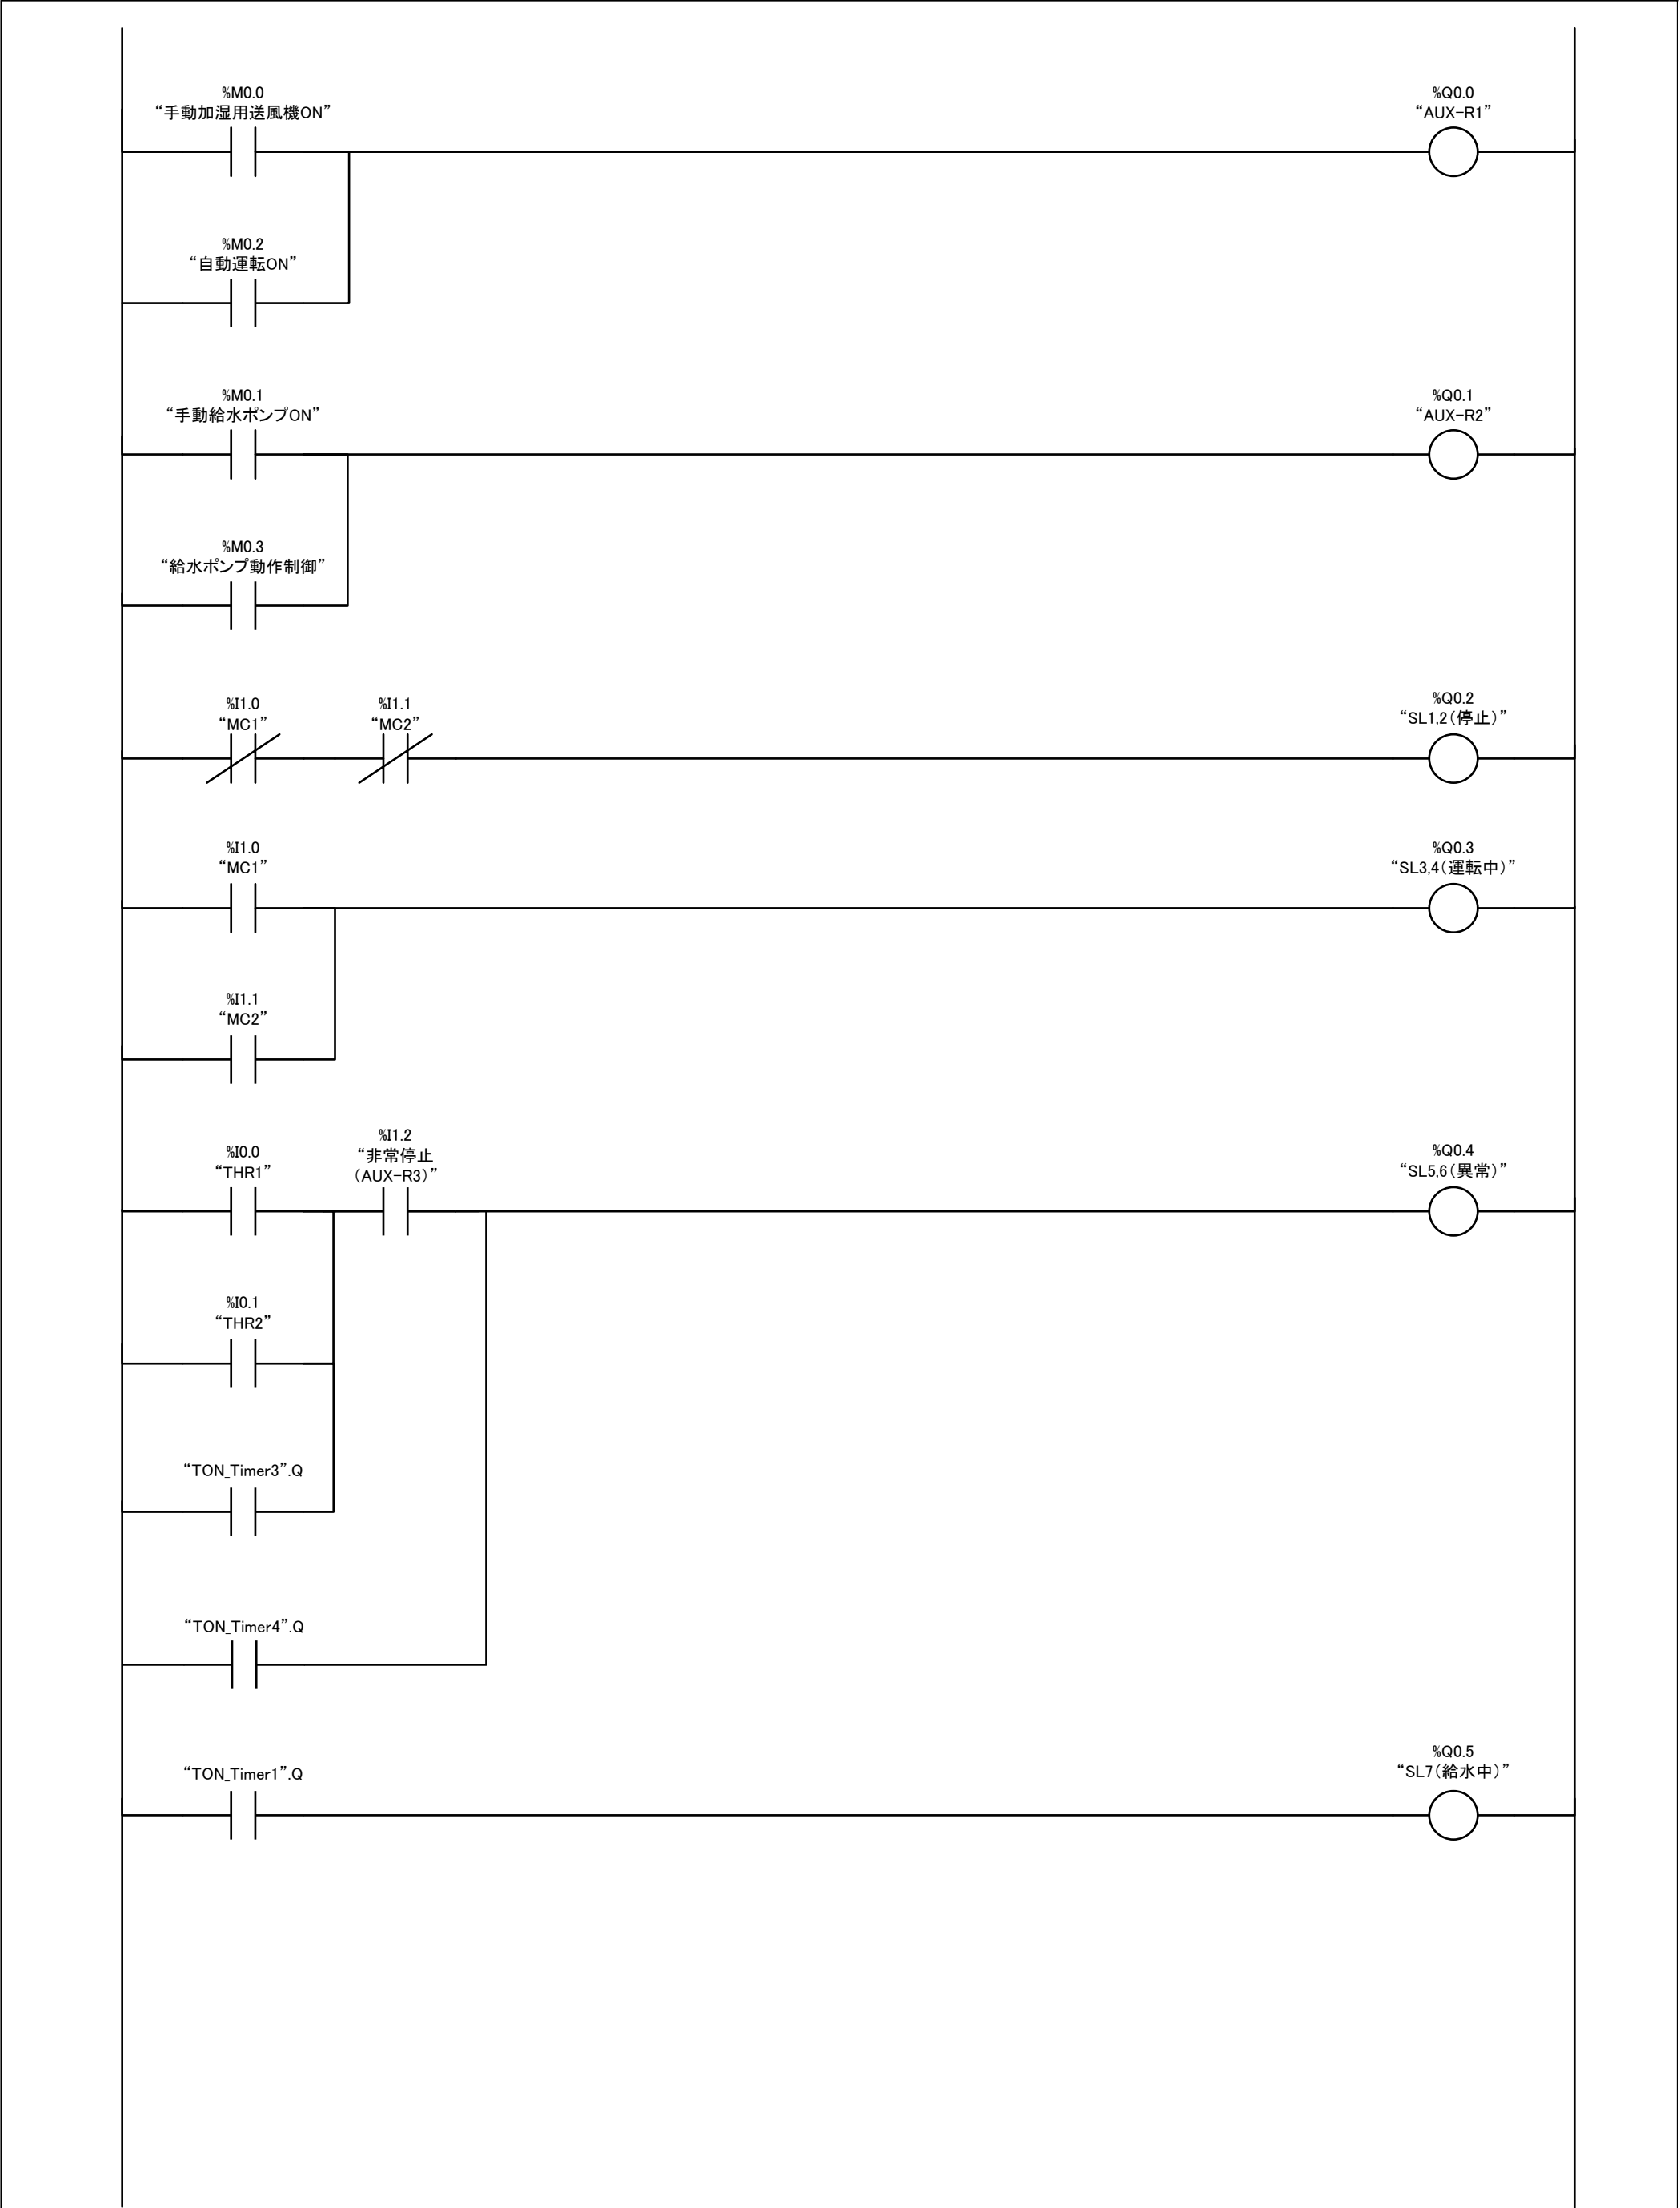 %M0.0
“手動加湿用送風機ON”
%Q0.0
“AUX-R1”
%M0.2
“自動運転ON”
%M0.1
“手動給水ポンプON”
%Q0.1
“AUX-R2”
%M0.3
“給水ポンプ動作制御”
%I1.0
“MC1”
%I1.1
“MC2”
%Q0.2
“SL1,2（停止）”
%I1.0
“MC1”
%Q0.3
“SL3,4（運転中）”
%I1.1
“MC2”
%I0.0
“THR1”
%I1.2
“非常停止
（AUX-R3）”
%Q0.4
“SL5,6（異常）”
%I0.1
“THR2”
“TON_Timer3”.Q
“TON_Timer4”.Q
“TON_Timer1”.Q
%Q0.5
“SL7（給水中）”